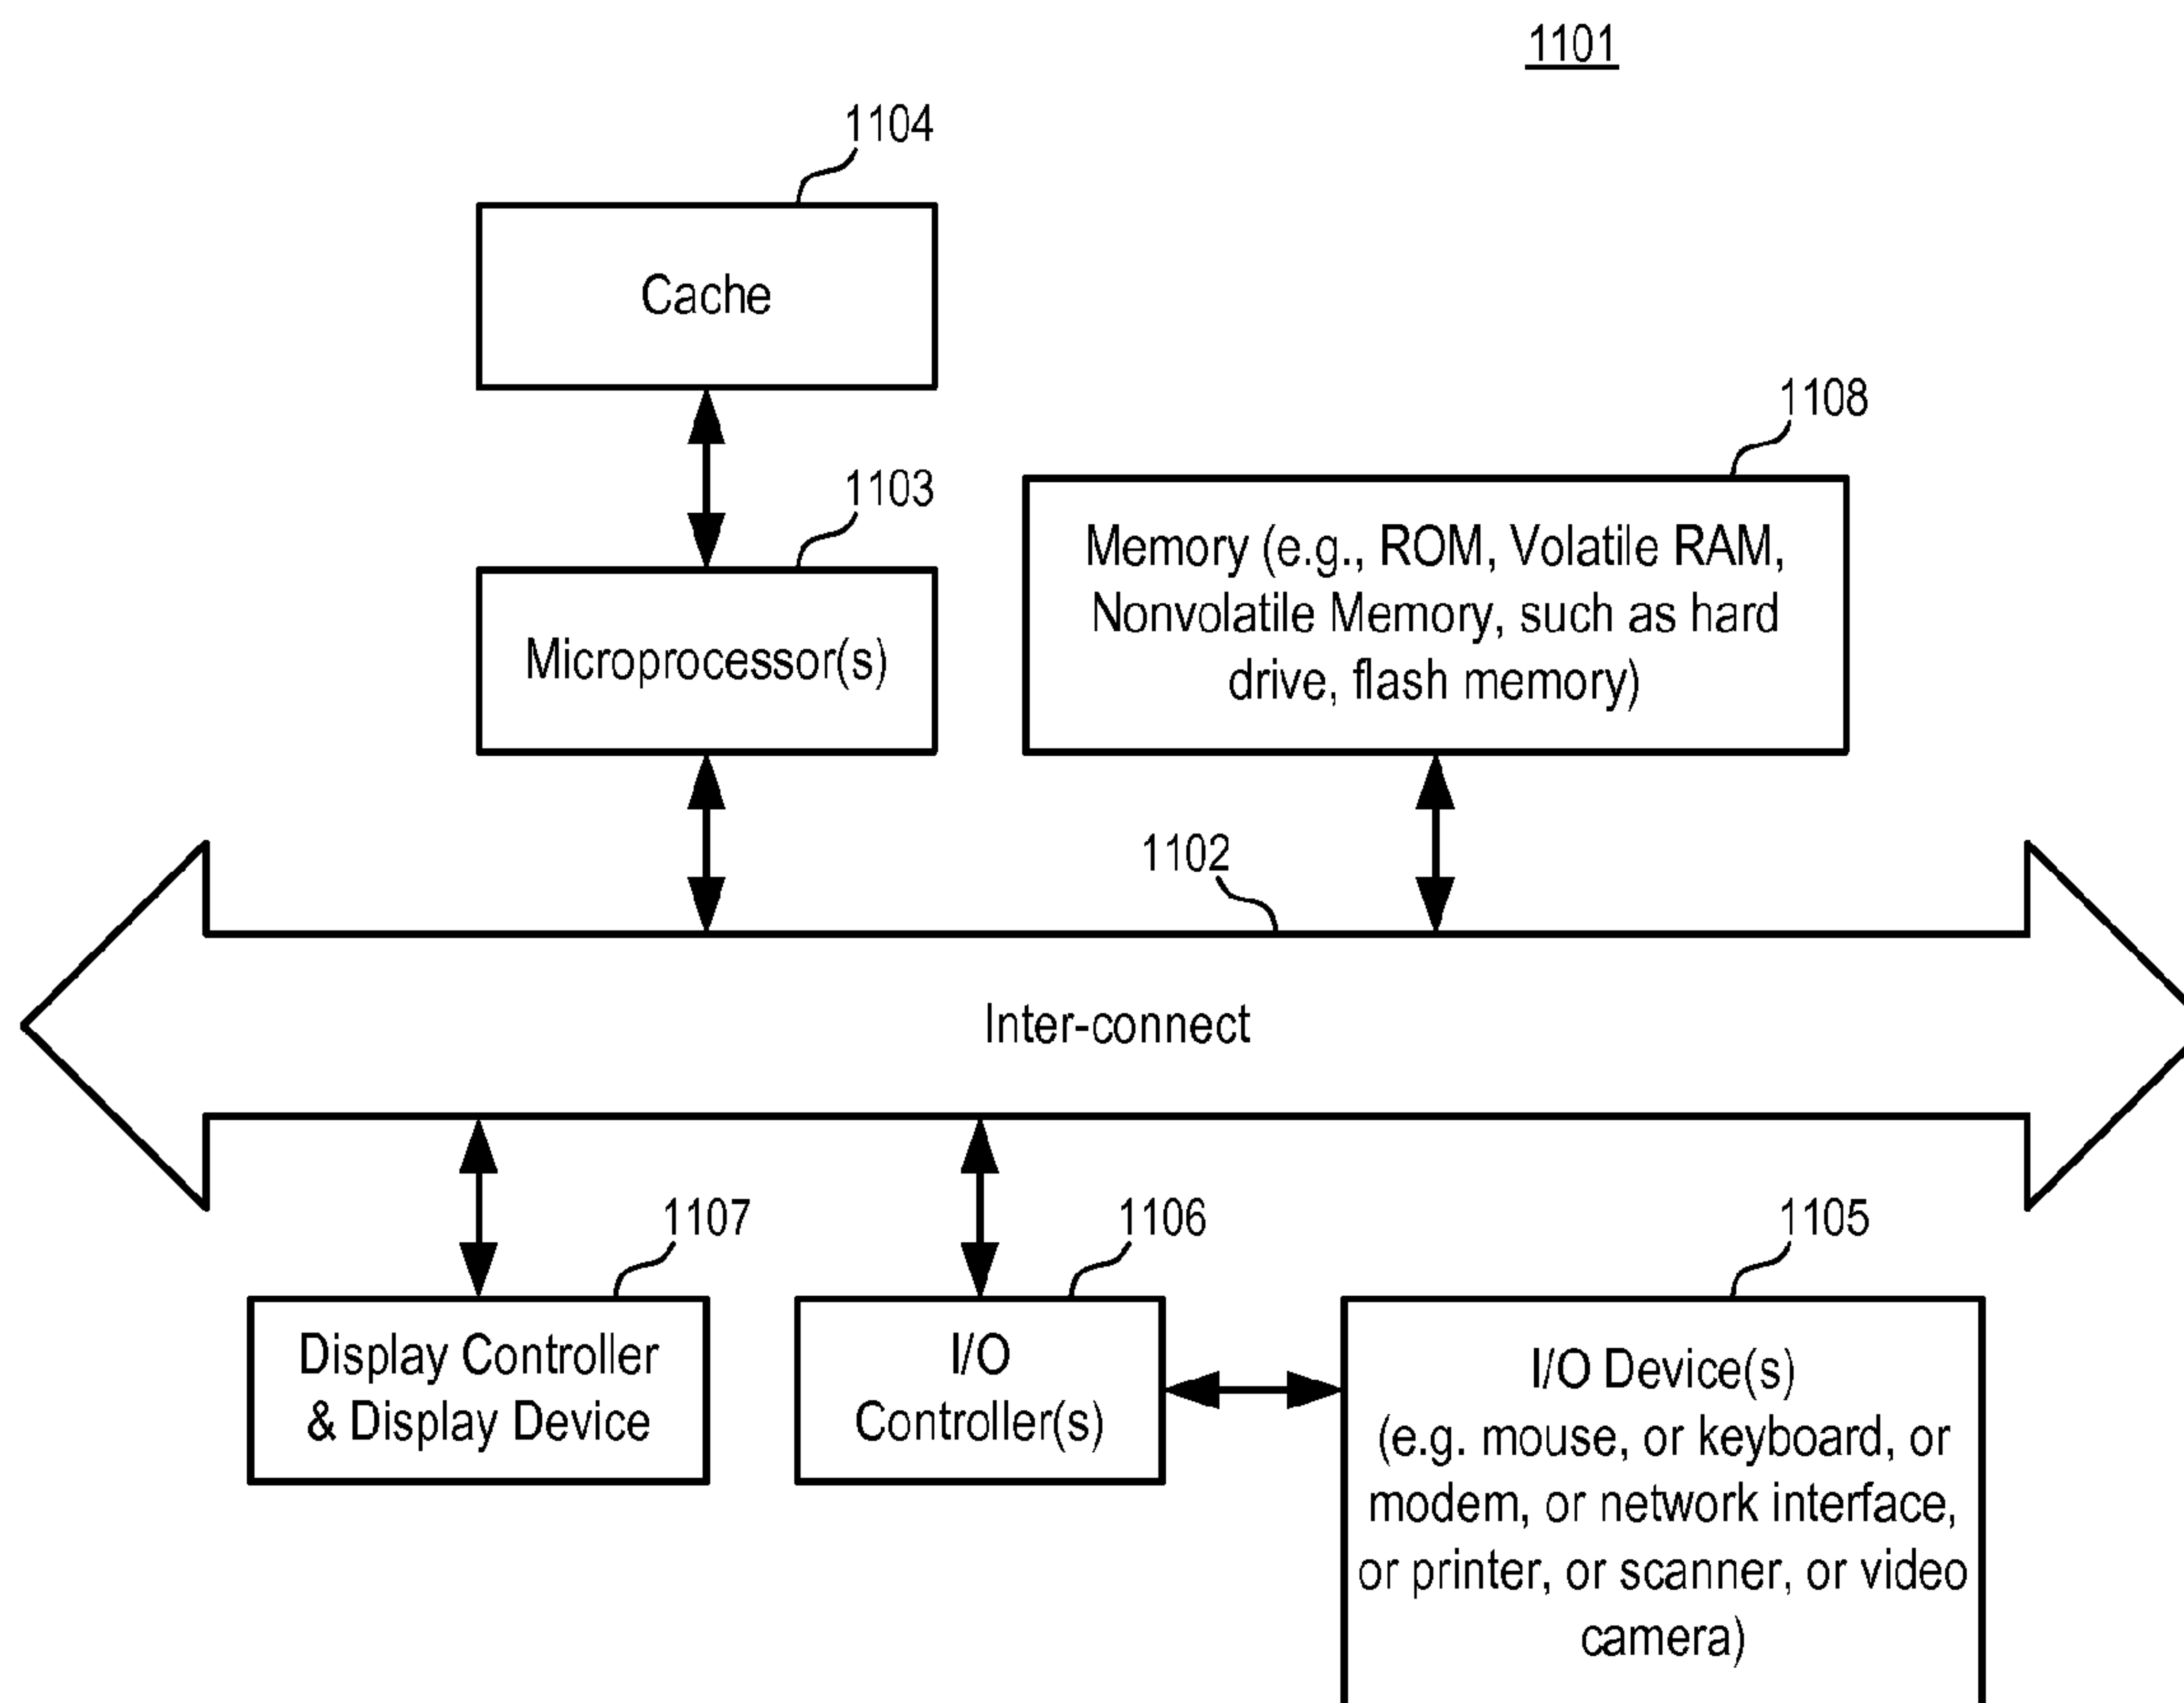 1101
1104
Cache
1103
1108
Microprocessor(s)
Memory (e.g., ROM, Volatile RAM,
Nonvolatile Memory, such as hard
drive, flash memory)
1102
Inter-connect
1107
1106
1105
Display Controller
& Display Device
I/O
Controller(s)
I/O Device(s)
(e.g. mouse, or keyboard, or
modem, or network interface,
or printer, or scanner, or video
camera)